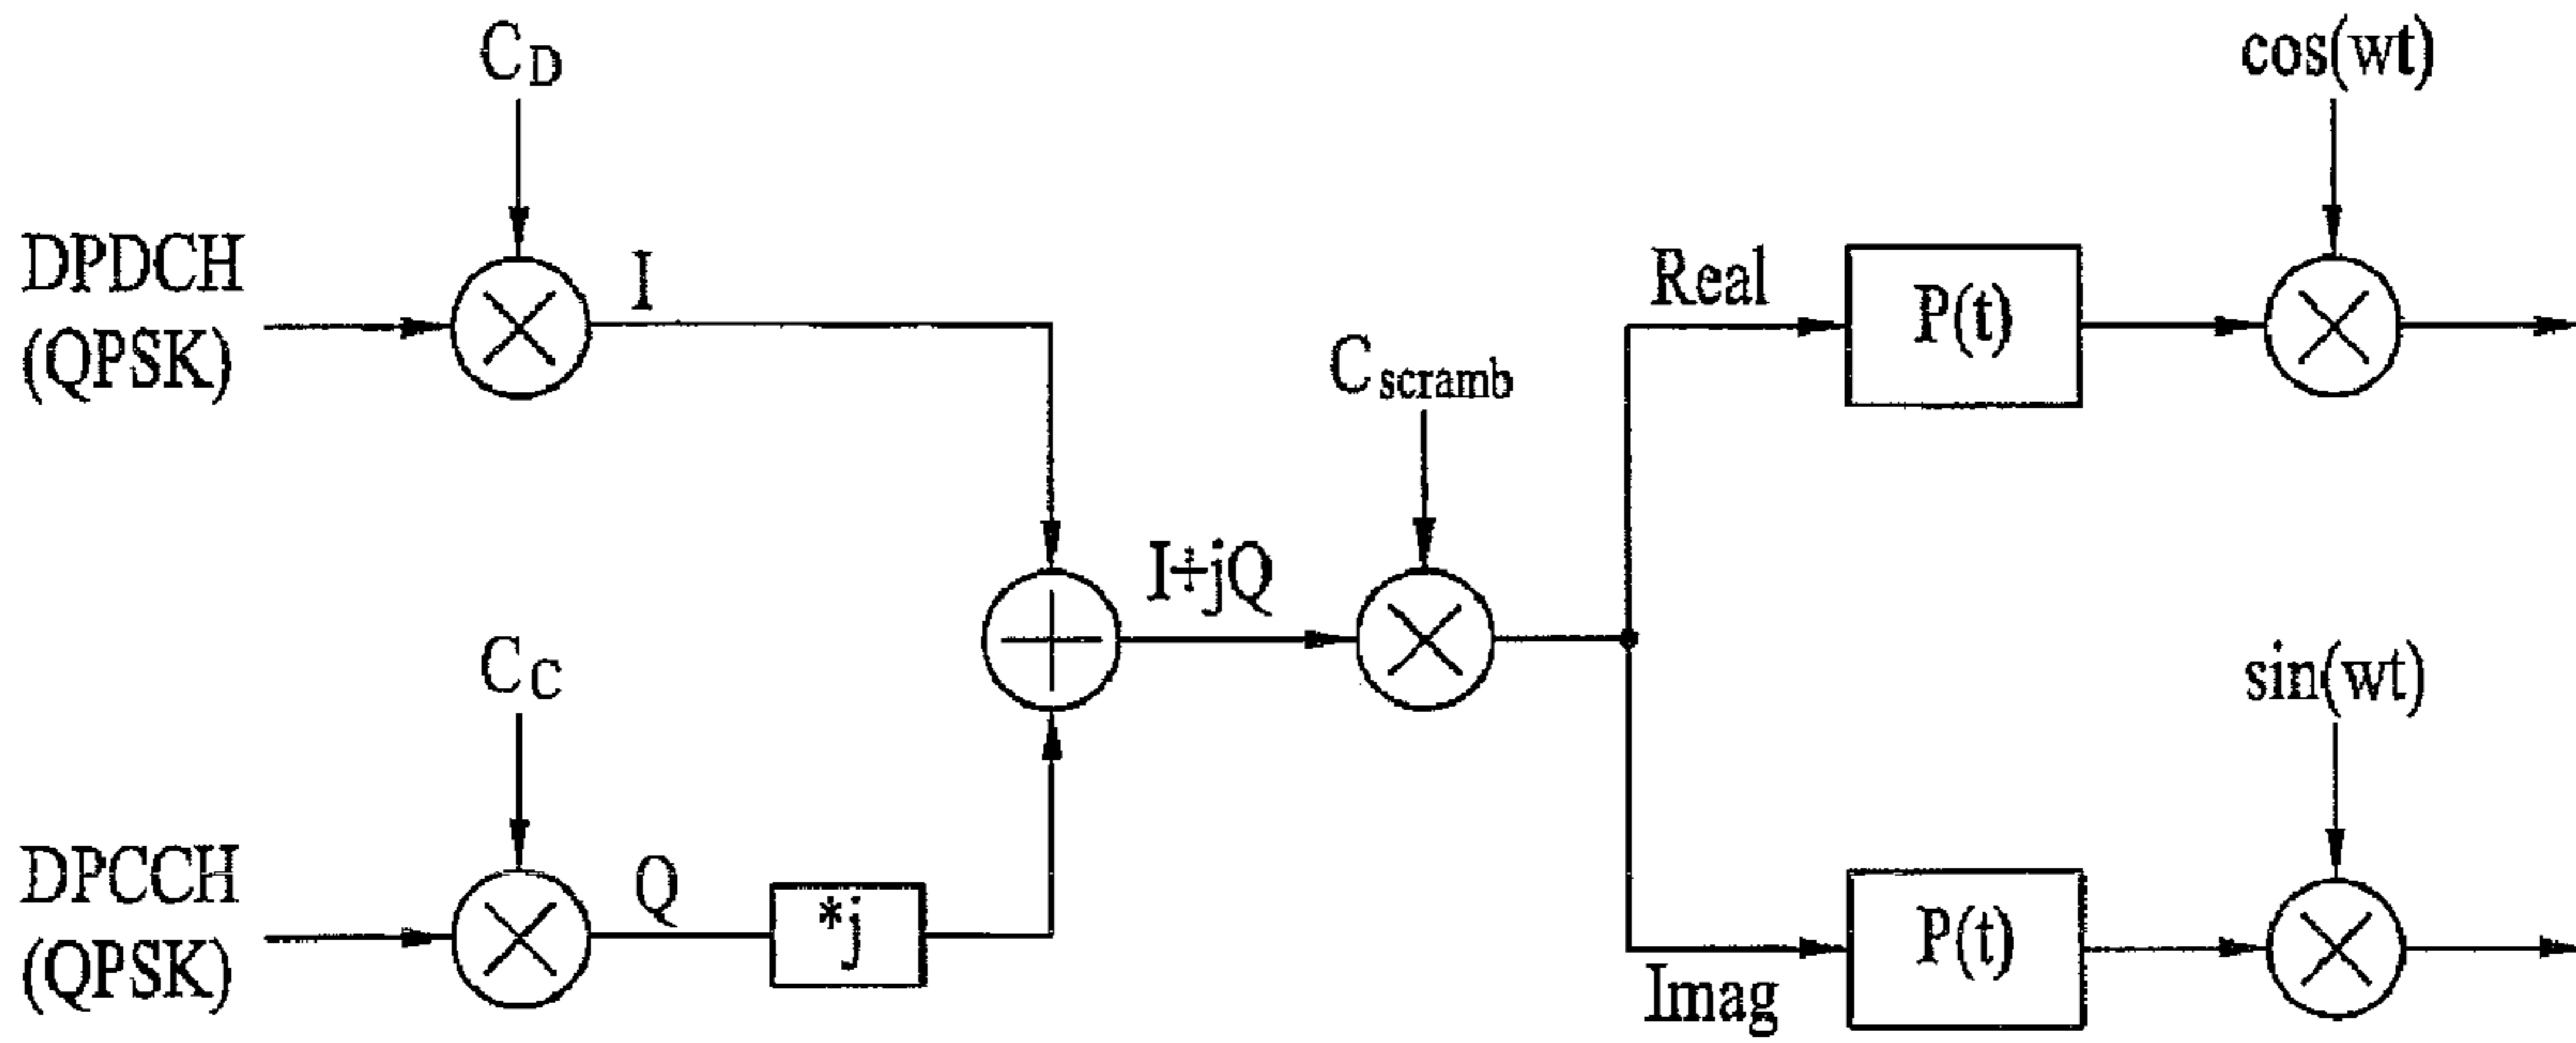 C_D
cos(wt)
DPDCH
(QPSK)
I
Real
P(t)
C_scramb
I+jQ
C_C
sin(wt)
DPCCH
(QPSK)
Q
*j
Imag
P(t)